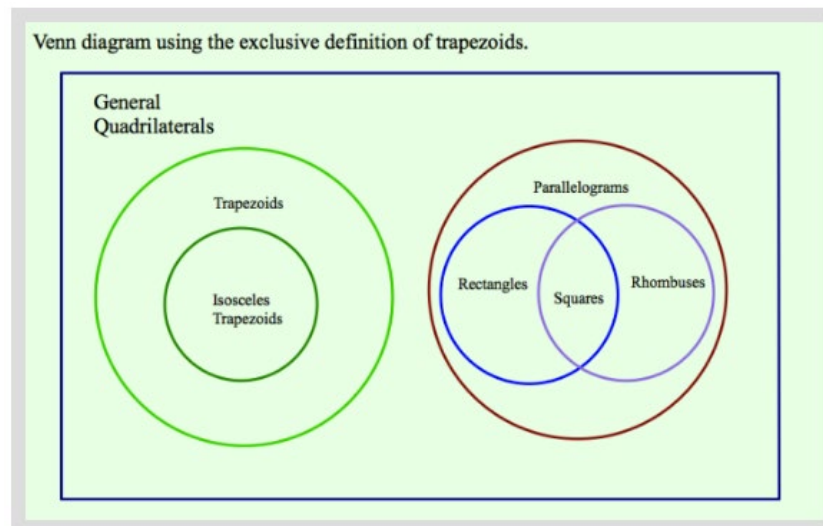 Venn diagram using the exclusive definition of trapezoids.
General
Quadrilaterals
Trapezoids
Isosceles
Trapezoids
Parallelograms
Rectangles
Squares
Rhombuses